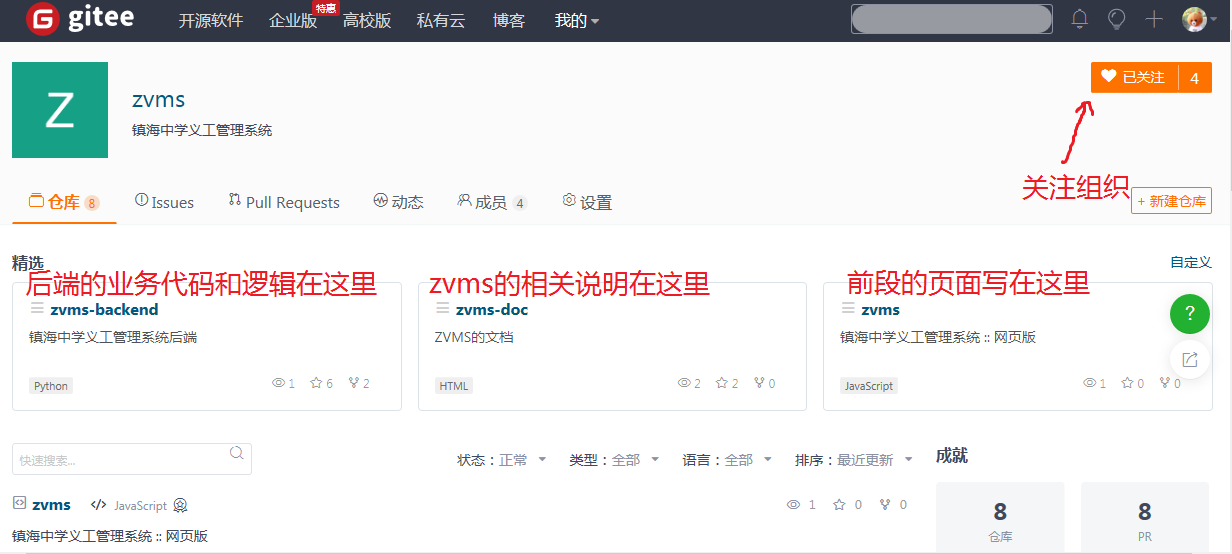 gitee 开源软件 企业版 特惠 高校版 私有云 博客 我的
Z
zvms
镇海中学义工管理系统
已关注 4
关注组织
仓库 8 Issues Pull Requests 动态 成员 4 设置
+ 新建仓库
精选
自定义
后端的业务代码和逻辑在这里
zvms-backend
镇海中学义工管理系统后端
Python 1 6 2
zvms的相关说明在这里
zvms-doc
ZVMS的文档
HTML 2 2 0
前段的页面写在这里
zvms
镇海中学义工管理系统 :: 网页版
JavaScript 1 0 0
?
快速搜索...
状态：正常 类型：全部 语言：全部 排序：最近更新
成就
zvms </> JavaScript 1 0 0
镇海中学义工管理系统 :: 网页版
8
仓库
8
PR